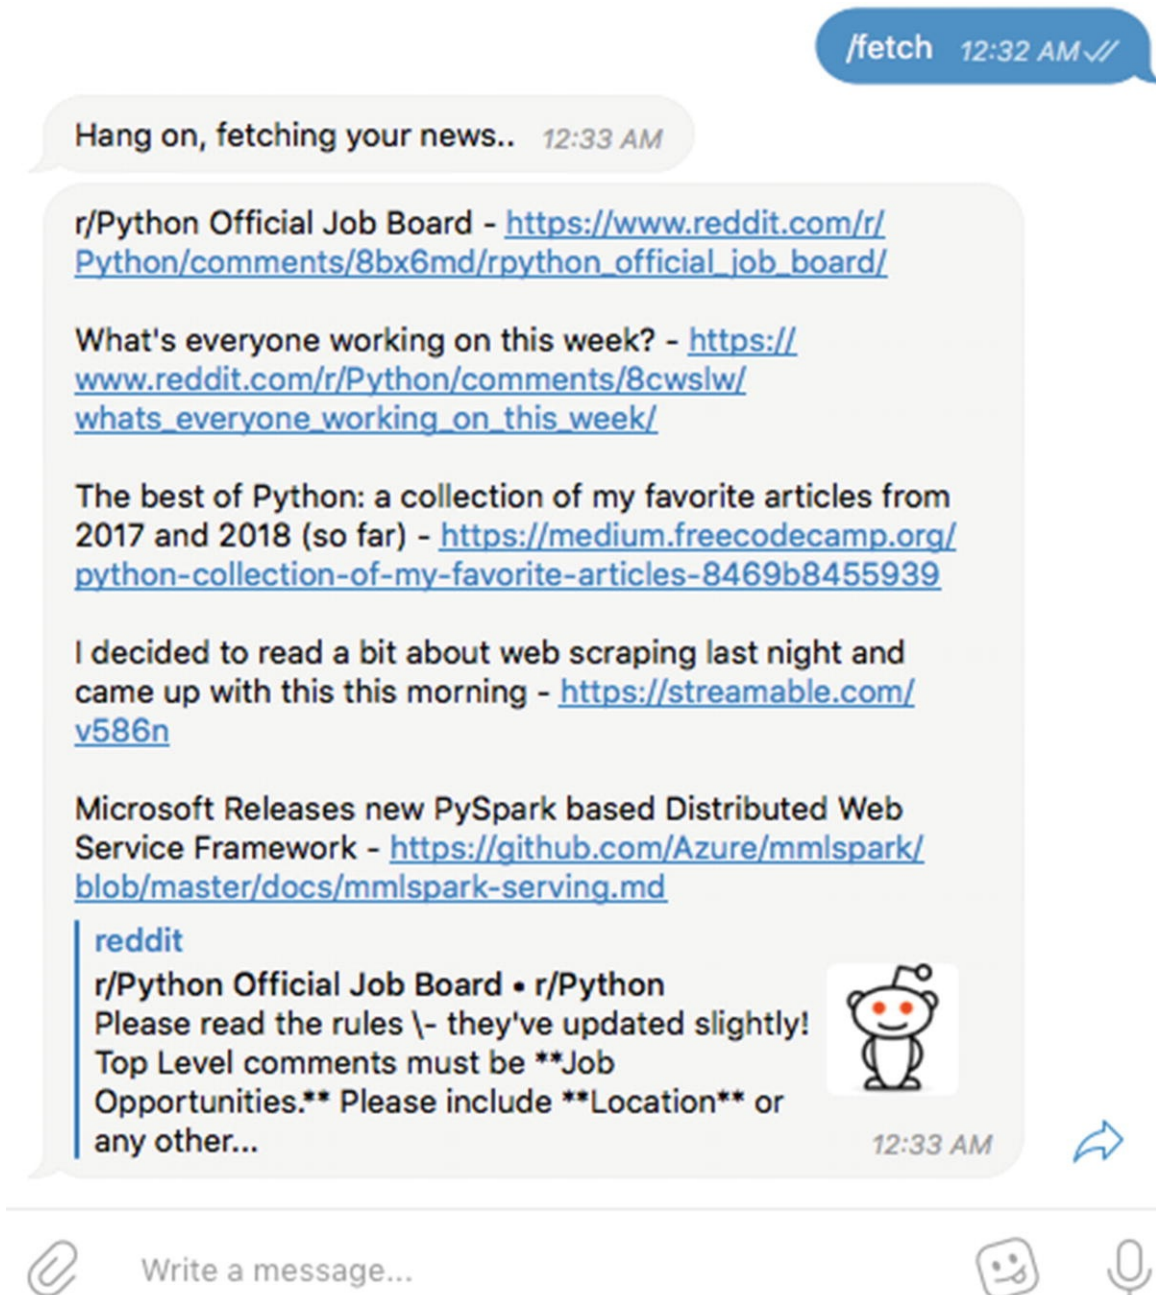 /fetch 12:32 AM
Hang on, fetching your news.. 12:33 AM
r/Python Official Job Board - https://www.reddit.com/r/
Python/comments/8bx6md/rpython_official_job_board/
What's everyone working on this week? - https://
www.reddit.com/r/Python/comments/8cwslw/
whats_everyone_working_on_this_week/
The best of Python: a collection of my favorite articles from
2017 and 2018 (so far) - https://medium.freecodecamp.org/
python-collection-of-my-favorite-articles-8469b8455939
I decided to read a bit about web scraping last night and
came up with this this morning - https://streamable.com/
v586n
Microsoft Releases new PySpark based Distributed Web
Service Framework - https://github.com/Azure/mmlspark/
blob/master/docs/mmlspark-serving.md
reddit
r/Python Official Job Board • r/Python
Please read the rules \- they've updated slightly!
Top Level comments must be **Job
Opportunities.** Please include **Location** or
any other...
12:33 AM
Write a message...